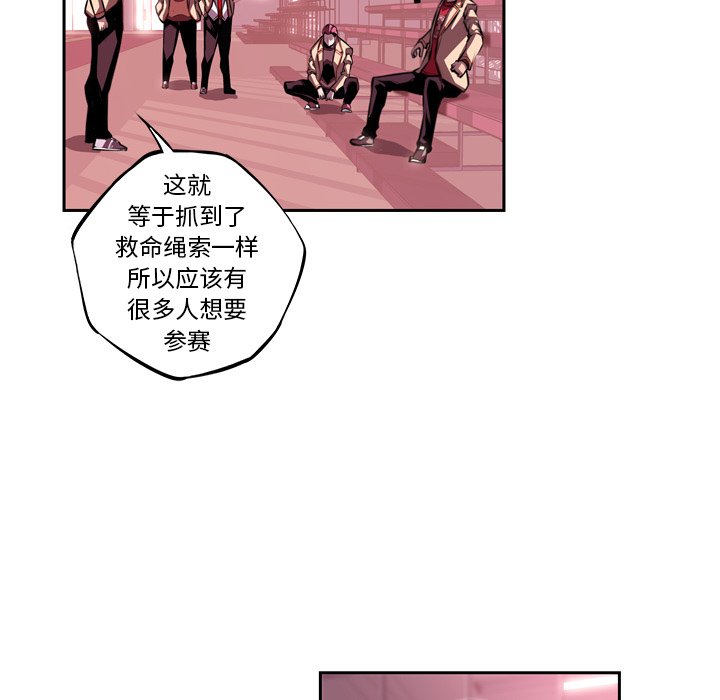 这就
等于抓到了
救命绳索一样
所以应该有
很多人想要
参赛